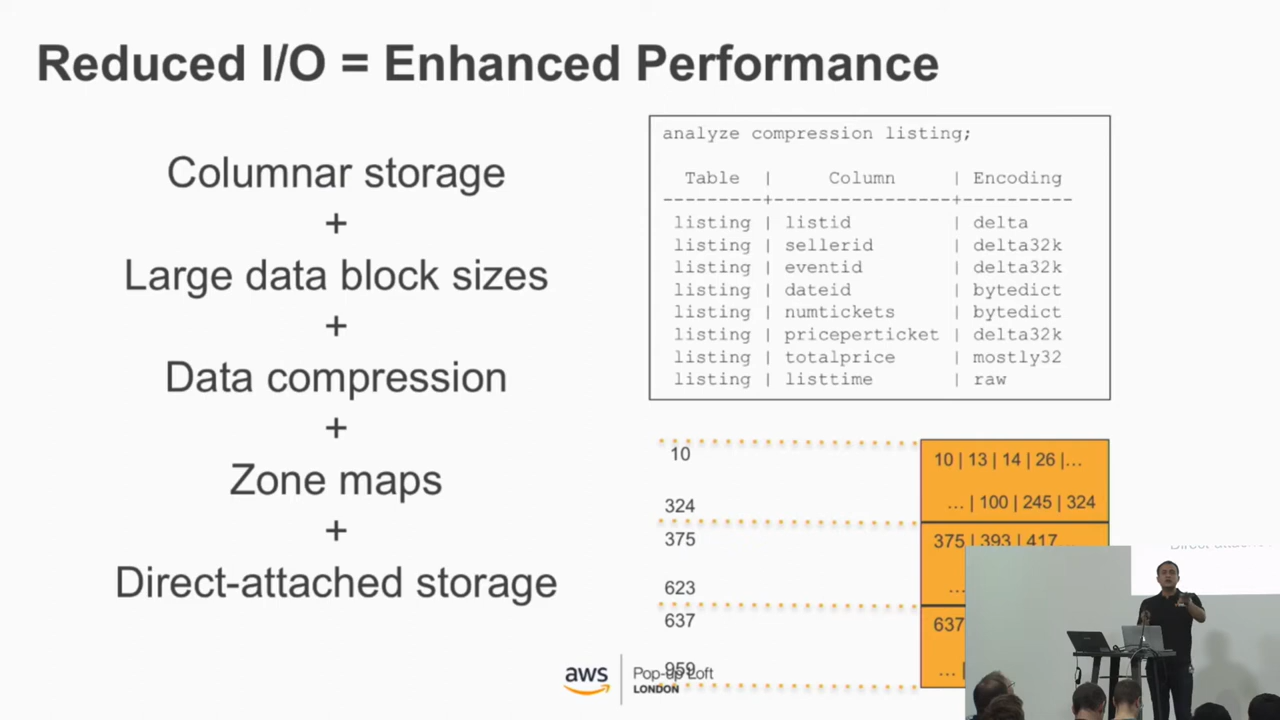 Reduced I/O = Enhanced Performance
Columnar storage
+
Large data block sizes
+
Data compression
+
Zone maps
+
Direct-attached storage
analyze compression listing;
Table | Column | Encoding
---------+----------------+----------
listing | listid | delta
listing | sellerid | delta32k
listing | eventid | delta32k
listing | dateid | bytedict
listing | numtickets | bytedict
listing | priceperticket | delta32k
listing | totalprice | mostly32
listing | listtime | raw
10
324
375
623
637
959
10 | 13 | 14 | 26 |…
… | 100 | 245 | 324
375 | 393 | 417…
…
637
… |
aws
Pop-up Loft
LONDON